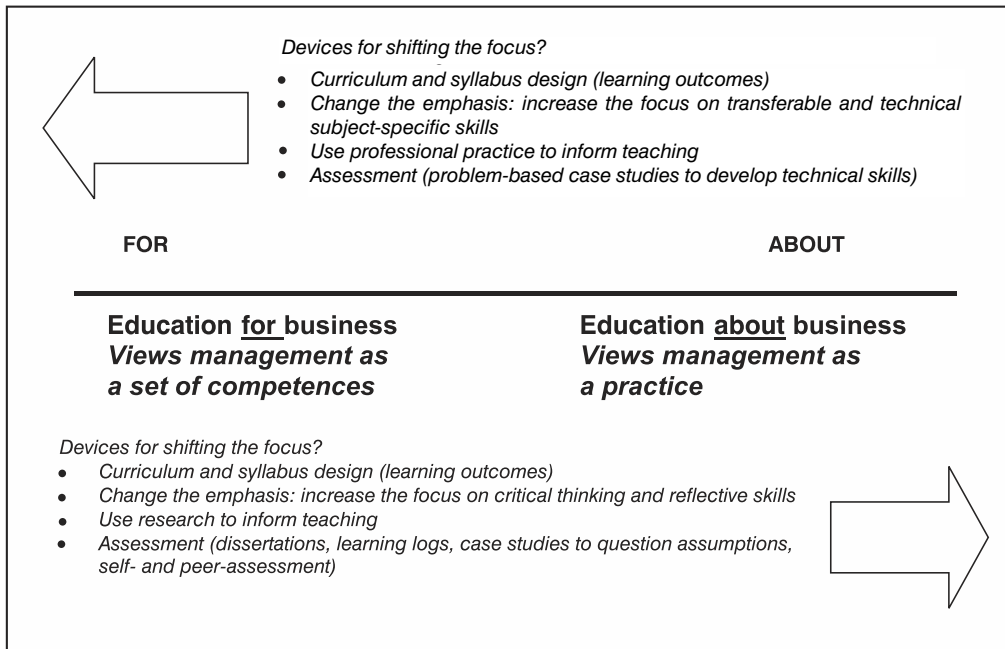 Devices for shifting the focus?
• Curriculum and syllabus design (learning outcomes)
• Change the emphasis: increase the focus on transferable and technical
subject-specific skills
• Use professional practice to inform teaching
• Assessment (problem-based case studies to develop technical skills)
FOR ABOUT
Education for business
Views management as
a set of competences
Education about business
Views management as
a practice
Devices for shifting the focus?
• Curriculum and syllabus design (learning outcomes)
• Change the emphasis: increase the focus on critical thinking and reflective skills
• Use research to inform teaching
• Assessment (dissertations, learning logs, case studies to question assumptions,
self- and peer-assessment)